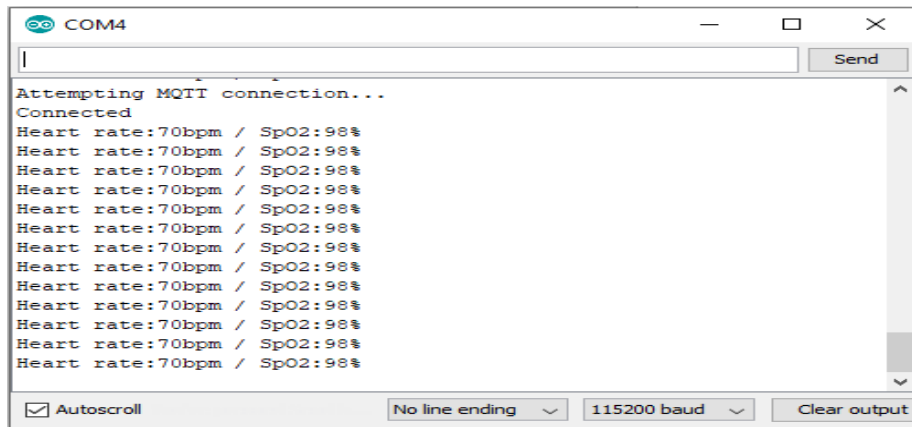 COM4
Send
Attempting MQTT connection...
Connected
Heart rate:70bpm / SpO2:98%
Heart rate:70bpm / SpO2:98%
Heart rate:70bpm / SpO2:98%
Heart rate:70bpm / SpO2:98%
Heart rate:70bpm / SpO2:98%
Heart rate:70bpm / SpO2:98%
Heart rate:70bpm / SpO2:98%
Heart rate:70bpm / SpO2:98%
Heart rate:70bpm / SpO2:98%
Heart rate:70bpm / SpO2:98%
Heart rate:70bpm / SpO2:98%
Heart rate:70bpm / SpO2:98%
Heart rate:70bpm / SpO2:98%
Autoscroll No line ending 115200 baud Clear output